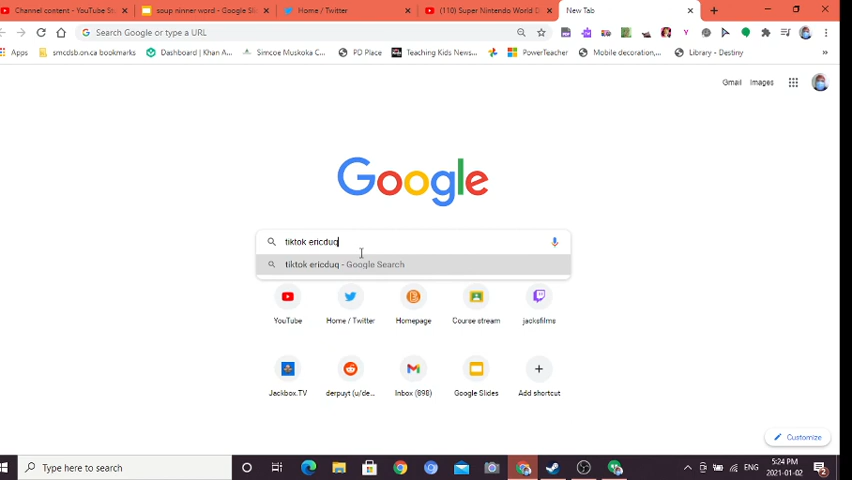 Channel content - YouTube St
soup ninner word - Google Sli
Home / Twitter
(110) Super Nintendo World D
New Tab
Search Google or type a URL
Apps
smcdsb.on.ca bookmarks
Dashboard | Khan A...
Simcoe Muskoka C...
PD Place
Teaching Kids News...
PowerTeacher
Mobile decoration,...
Library - Destiny
Gmail
Images
Google
tiktok ericduq
tiktok ericduq - Google Search
YouTube
Home / Twitter
Homepage
Course stream
jacksfilms
Jackbox.TV
derpuyt (u/de...
Inbox (898)
Google Slides
Add shortcut
Customize
Type here to search
ENG
5:24 PM
2021-01-02
2